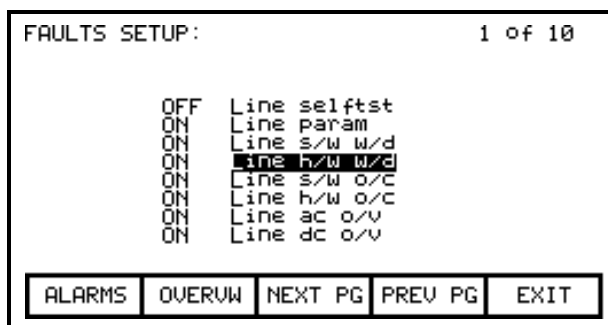 FAULTS SETUP: 1 of 10
OFF Line selftst
ON Line param
ON Line s/w w/d
ON Line h/w w/d
ON Line s/w o/c
ON Line h/w o/c
ON Line ac o/v
ON Line dc o/v
ALARMS OVERVW NEXT PG PREV PG EXIT